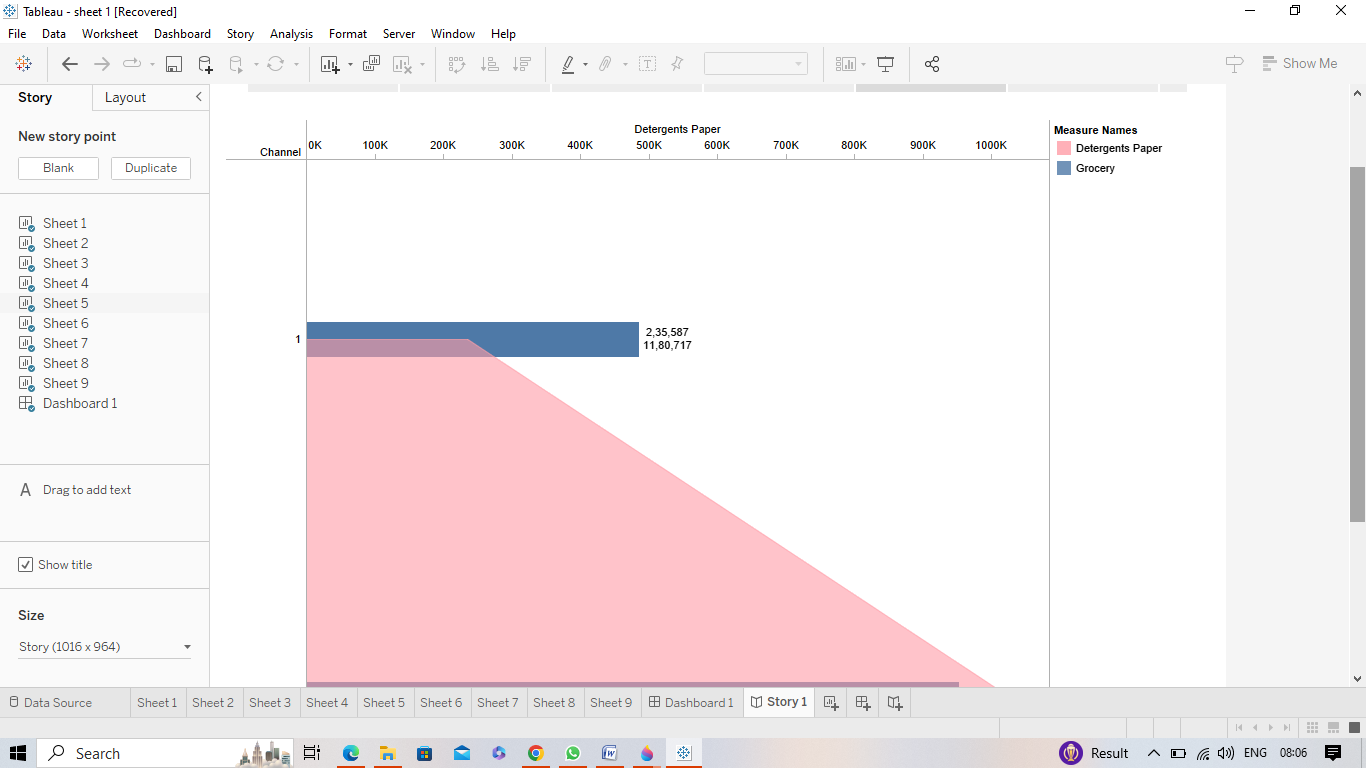 Tableau - sheet 1 [Recovered]
File Data Worksheet Dashboard Story Analysis Format Server Window Help
Show Me
Story Layout
New story point
Blank Duplicate
Sheet 1
Sheet 2
Sheet 3
Sheet 4
Sheet 5
Sheet 6
Sheet 7
Sheet 8
Sheet 9
Dashboard 1
A Drag to add text
Show title
Size
Story (1016 x 964)
Detergents Paper
Channel 0K 100K 200K 300K 400K 500K 600K 700K 800K 900K 1000K
1
2,35,587
11,80,717
Measure Names
Detergents Paper
Grocery
Data Source Sheet 1 Sheet 2 Sheet 3 Sheet 4 Sheet 5 Sheet 6 Sheet 7 Sheet 8 Sheet 9 Dashboard 1 Story 1
Search Result ENG 08:06